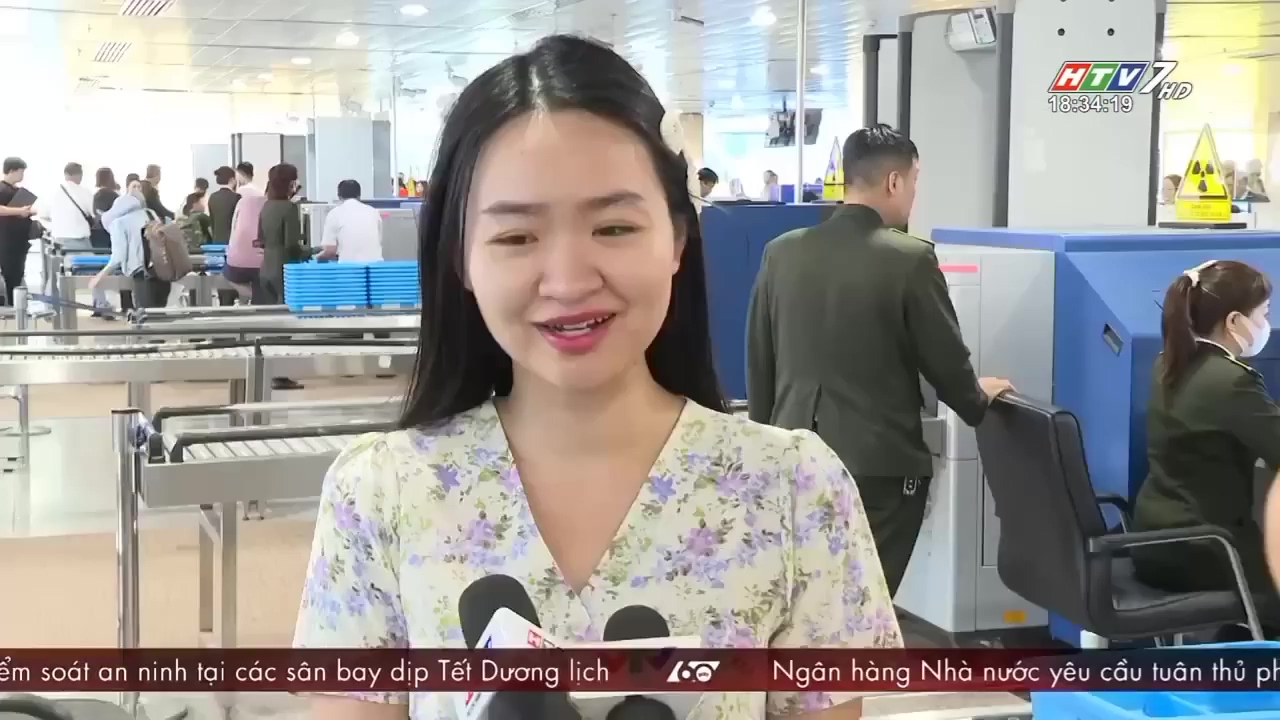 HTV7 HD
18:34:19
ểm soát an ninh tại các sân bay dịp Tết Dương lịch
60
Ngân hàng Nhà nước yêu cầu tuân thủ ph